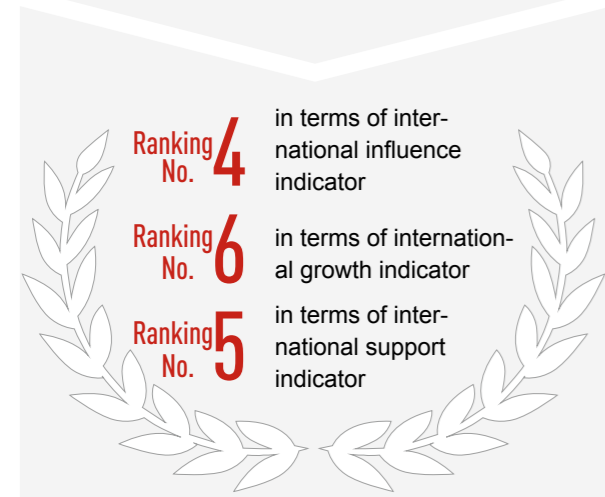 Ranking No. 4
in terms of inter-
national influence
indicator
Ranking No. 6
in terms of internation-
al growth indicator
Ranking No. 5
in terms of inter-
national support
indicator